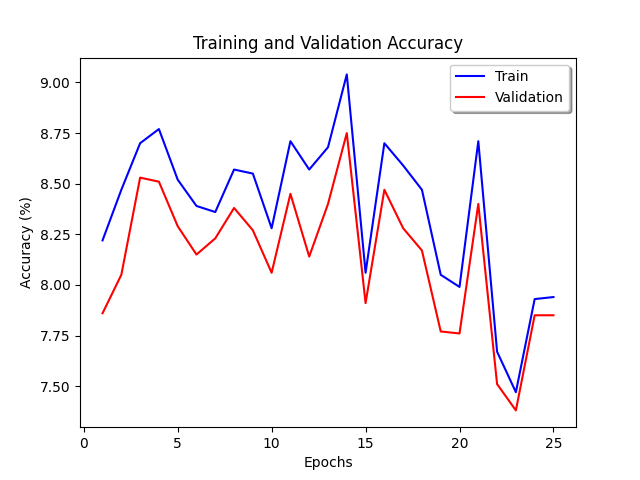 Training and Validation Accuracy
Train
Validation
9.00
8.75
8.50
8.25
8.00
7.75
7.50
Accuracy (%)
0 5 10 15 20 25
Epochs